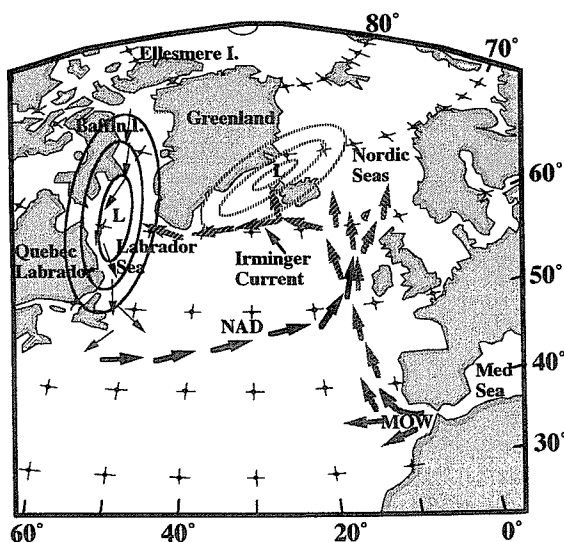 80°
70°
Ellesmere I.
Baffin I.
Greenland
Nordic
Seas
60°
L
L
Quebec
Labrador
Labrador
Sea
Irminger
Current
50°
NAD
40°
Med
Sea
MOW
30°
60°
40°
20°
0°